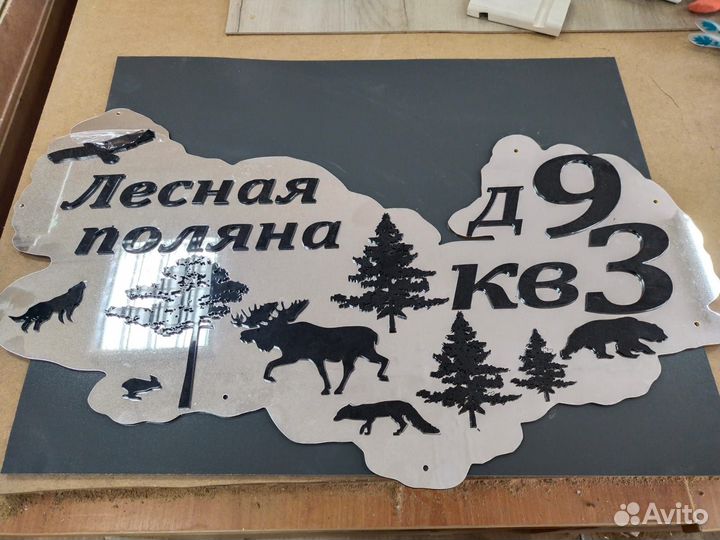 Лесная
поляна
д9
кв3
Avito